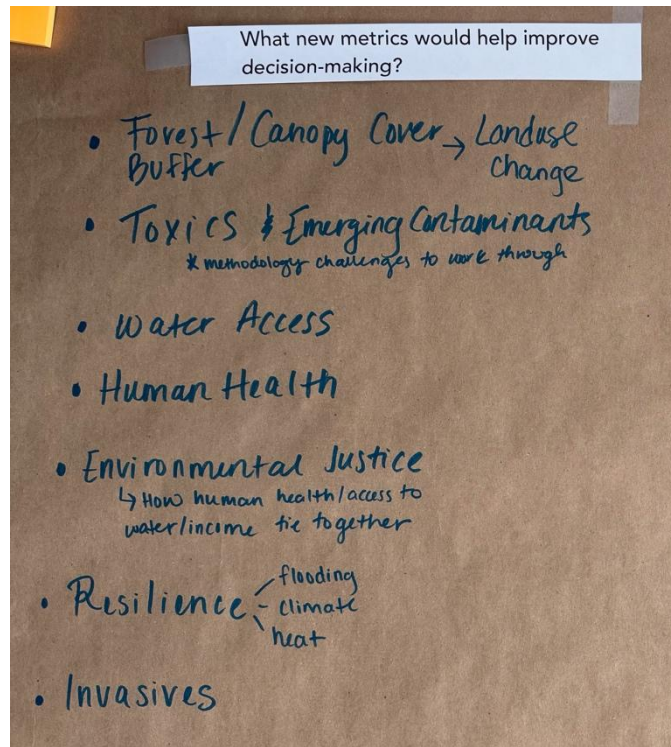 What new metrics would help improve
decision-making?
• Forest/Canopy Cover → Landuse
Buffer Change
• Toxics & Emerging Contaminants
* methodology challenges to work through
• Water Access
• Human Health
• Environmental Justice
↳ How human health/access to
water/income tie together
• Resilience - flooding
- climate
- heat
• Invasives